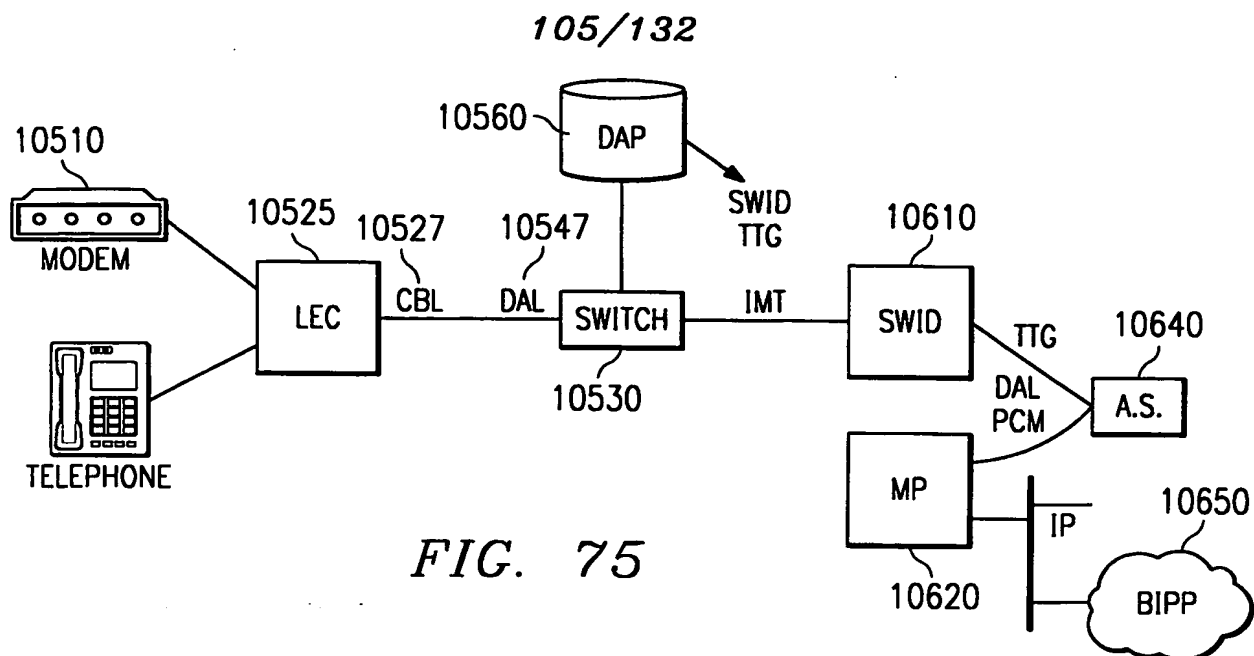 105/132
10560
DAP
SWID
TTG
10510
MODEM
10525
LEC
10527
CBL
10547
DAL
SWITCH
10530
IMT
10610
SWID
TTG
DAL
PCM
10640
A.S.
TELEPHONE
MP
10620
IP
10650
BIPP
FIG. 75